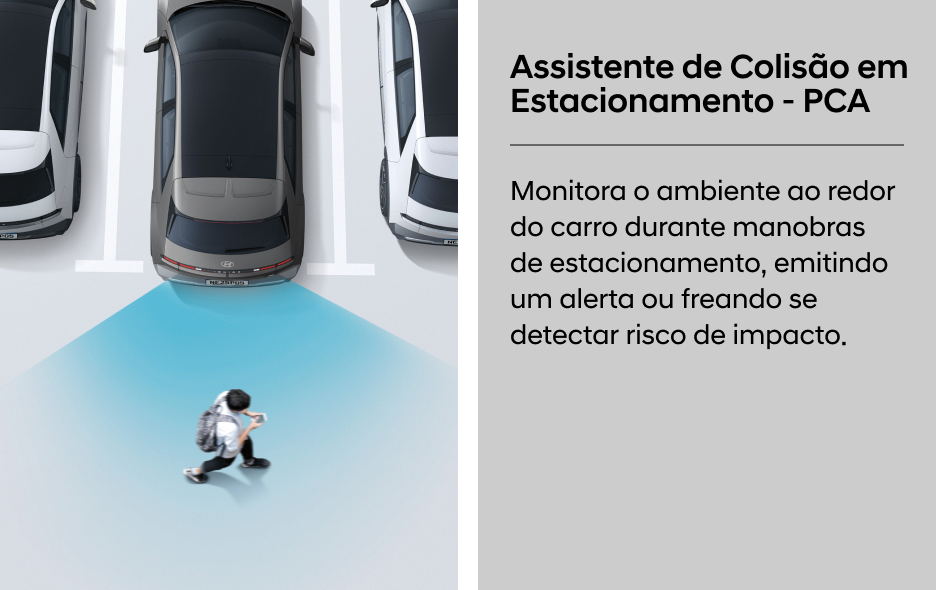 Assistente de Colisão em
Estacionamento - PCA
Monitora o ambiente ao redor
do carro durante manobras
de estacionamento, emitindo
um alerta ou freando se
detectar risco de impacto.